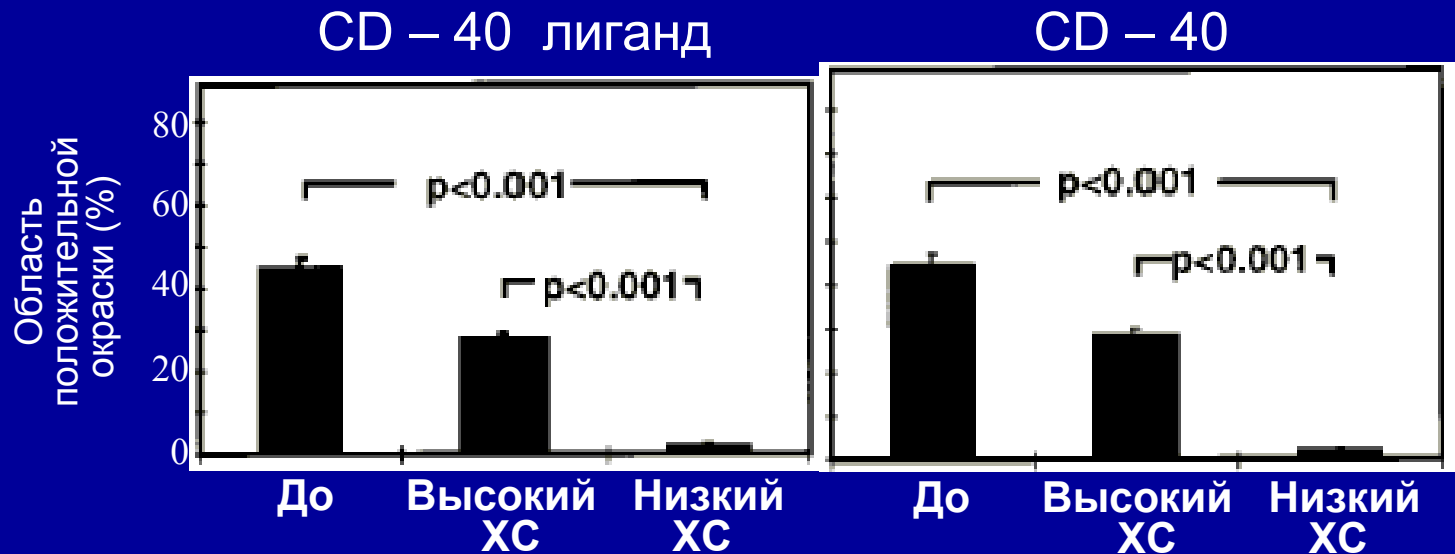 CD – 40 лиганд
CD – 40
Область
положительной
окраски (%)
80
60
40
20
0
p<0.001
p<0.001
p<0.001
p<0.001
До
Высокий
ХС
Низкий
ХС
До
Высокий
ХС
Низкий
ХС